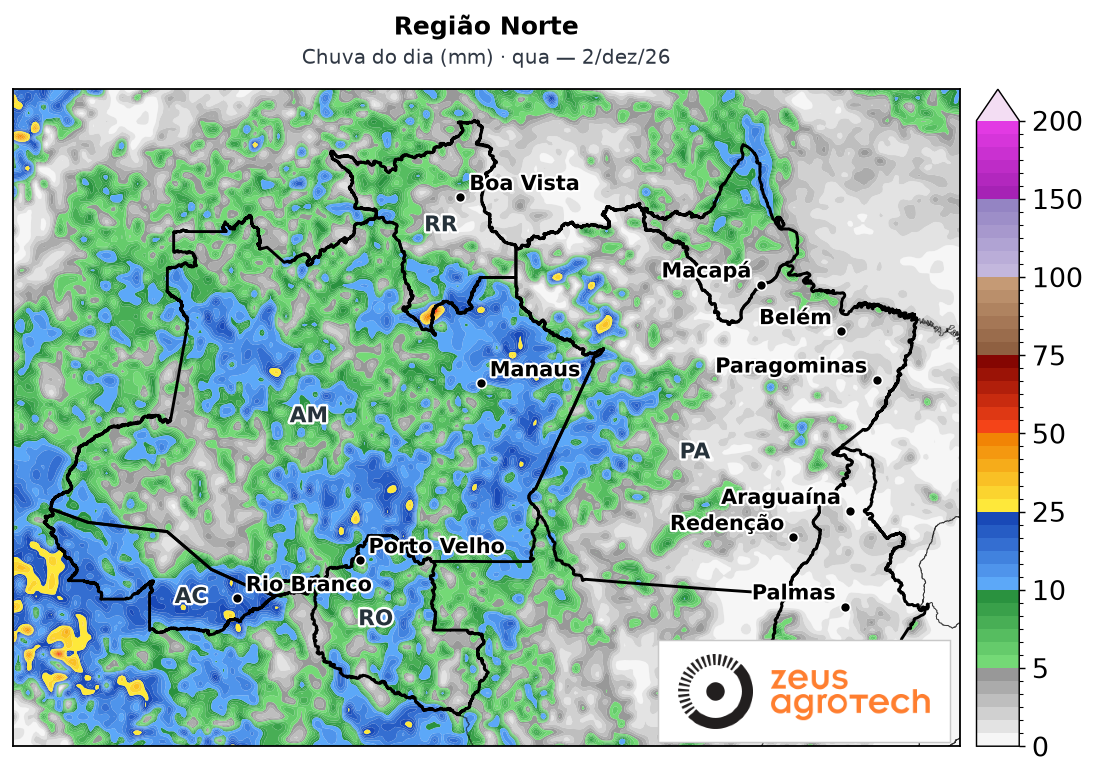 Região Norte
Chuva do dia (mm) · qua — 2/dez/26
Boa Vista
RR
Macapá
Belém
Paragominas
Manaus
AM
PA
Araguaína
Redenção
Porto Velho
Rio Branco
AC
RO
Palmas
zeus
agrotech
200
150
100
75
50
25
10
5
0